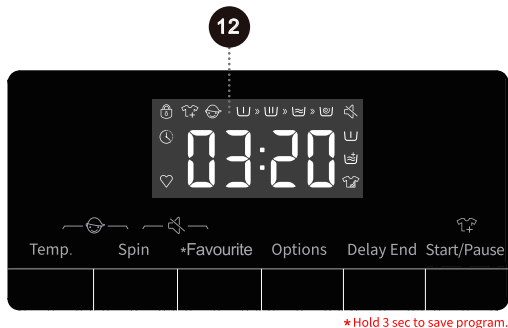 12
03:20
Temp.
Spin
*Favourite
Options
Delay End
Start/Pause
*Hold 3 sec to save program.